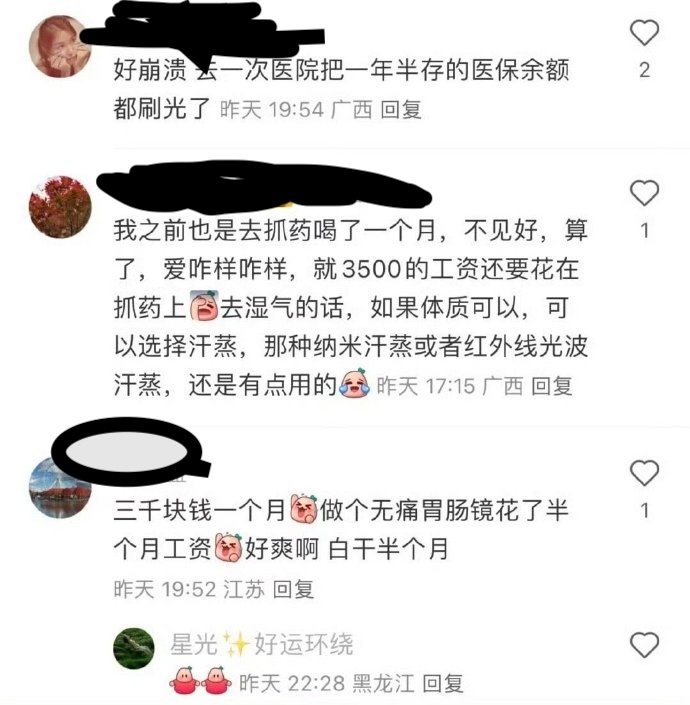 好崩溃 去一次医院把一年半存的医保余额
都刷光了 昨天 19:54 广西 回复
2
我之前也是去抓药喝了一个月，不见好，算
了，爱咋样咋样，就3500的工资还要花在
抓药上去湿气的话，如果体质可以，可
以选择汗蒸，那种纳米汗蒸或者红外线光波
汗蒸，还是有点用的昨天 17:15 广西 回复
1
三千块钱一个月做个无痛胃肠镜花了半
个月工资好爽啊 白干半个月
昨天 19:52 江苏 回复
1
星光✨好运环绕
昨天 22:28 黑龙江 回复